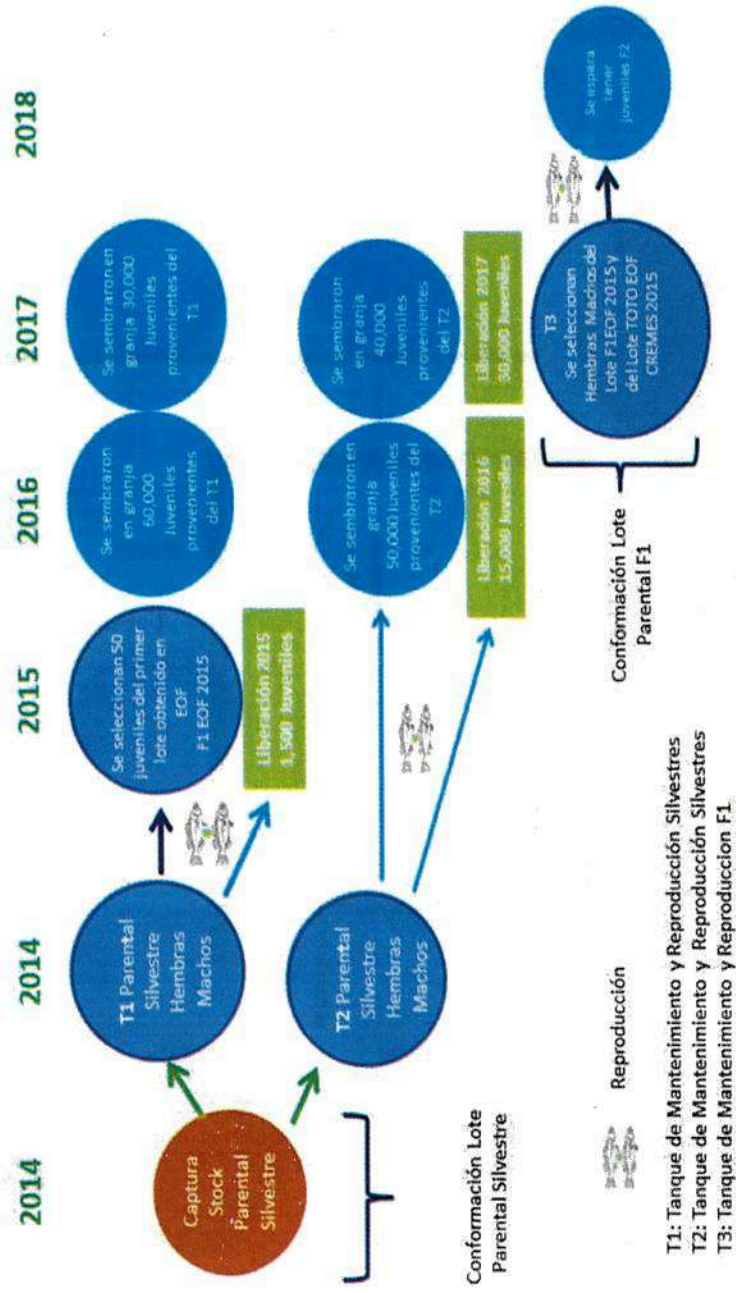 2014
2014
2015
2016
2017
2018
Captura
Stock
Parental
Silvestre
Conformación Lote
Parental Silvestre
T1 Parental
Silvestre
Hembras
Machos
T2 Parental
Silvestre
Hembras
Machos
Se seleccionan 50
juveniles del primer
lote obtenido en
EOF
F1 EOF 2015
Liberación 2015
1,500 Juveniles
Se sembraron en
granja
60,000
Juveniles
provenientes
del T1
Se sembraron en
granja 30,000
Juveniles
provenientes del
T1
Se sembraron en
granja
50,000 Juveniles
provenientes del
T2
Liberación 2016
15,000 Juveniles
Se sembraron
en granja
40,000
Juveniles
provenientes
del T2
Liberación 2017
30,000 Juveniles
Conformación Lote
Parental F1
T3
Se seleccionan
Hembras Machos del
Lote F1EOF 2015 y
del Lote TOTO EOF
CREMES 2015
Se espara
tener
juveniles F2
Reproducción
T1: Tanque de Mantenimiento y Reproducción Silvestres
T2: Tanque de Mantenimiento y Reproducción Silvestres
T3: Tanque de Mantenimiento y Reproduccion F1